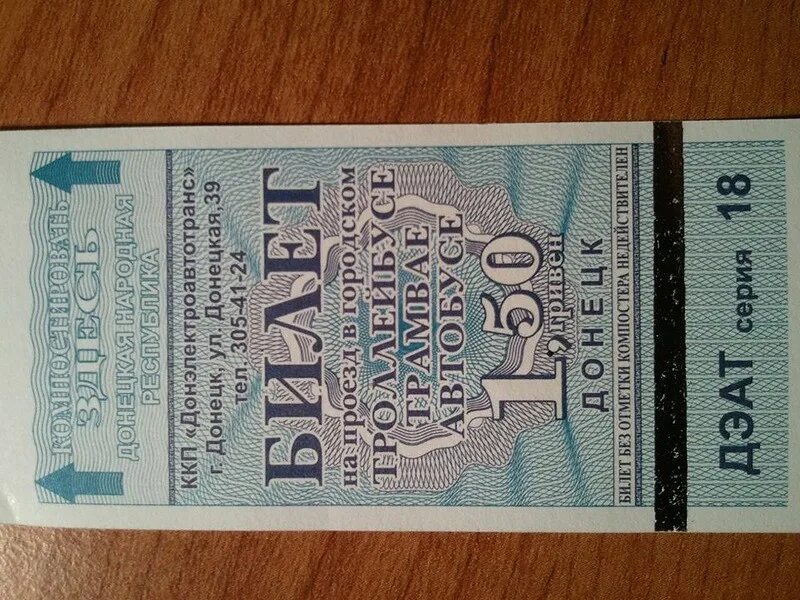 КОМПОСТИРОВАТЬ
ЗДЕСЬ
ДОНЕЦКАЯ НАРОДНАЯ
РЕСПУБЛИКА
ККП «Донэлектроавтотранс»
г. Донецк, ул. Донецкая 39
тел. 305-41-24
БИЛЕТ
на проезд в городском
ТРОЛЛЕЙБУСЕ
ТРАМВАЕ
АВТОБУСЕ
1,50 гривен
ДОНЕЦК
БИЛЕТ БЕЗ ОТМЕТКИ КОМПОСТЕРА НЕДЕЙСТВИТЕЛЕН
ДЭАТ серия 18